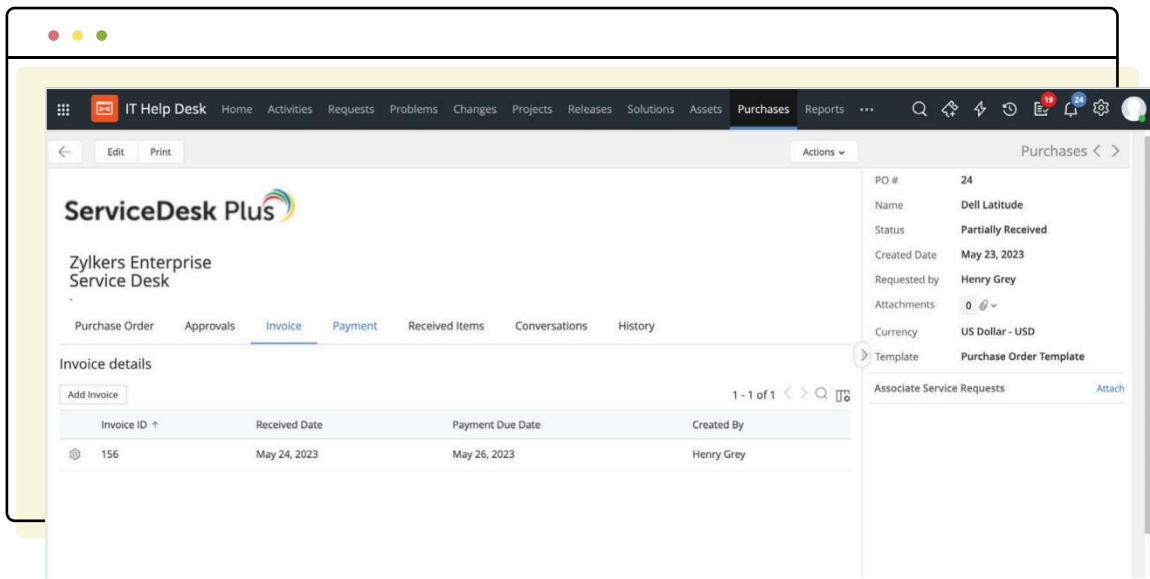 IT Help Desk Home Activities Requests Problems Changes Projects Releases Solutions Assets Purchases Reports ··· 19 24
Edit Print Actions Purchases
ServiceDesk Plus
Zylkers Enterprise
Service Desk
-
Purchase Order Approvals Invoice Payment Received Items Conversations History
Invoice details
Add Invoice 1 - 1 of 1
Invoice ID ↑ Received Date Payment Due Date Created By
156 May 24, 2023 May 26, 2023 Henry Grey
PO # 24
Name Dell Latitude
Status Partially Received
Created Date May 23, 2023
Requested by Henry Grey
Attachments 0
Currency US Dollar - USD
Template Purchase Order Template
Associate Service Requests Attach